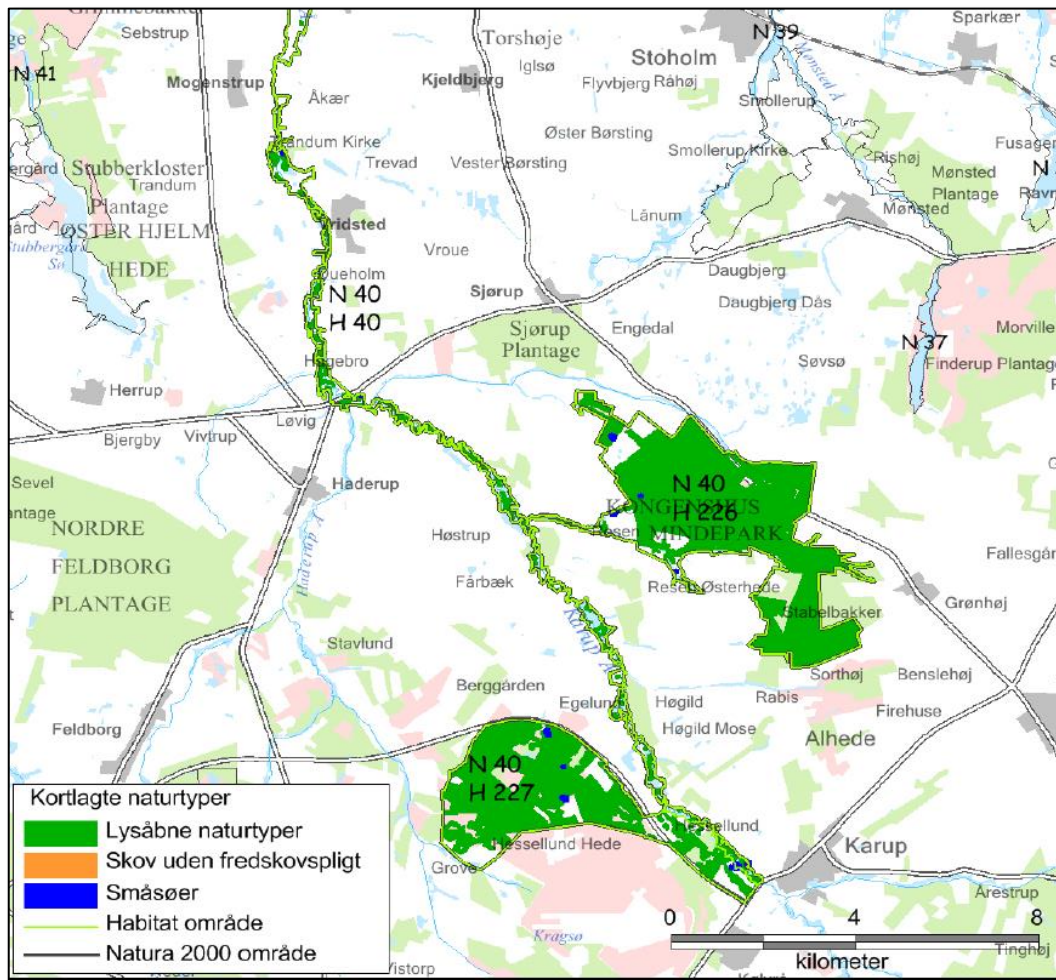 Sebstrup
Torshøje
N 39
Sparkær
N 41
Mogenstrup
Kjeldbjerg
Iglsø
Stoholm
Flyvbjerg
Råhøj
Mønsted Å
Åkær
Smollerup
Trandum Kirke
Øster Børsting
Trevad
Vester Børsting
Smollerup Kirke
Rishøj
Stubberkloster
Trandum
Plantage
Mønsted
Plantage
Lånum
Mønsted
ØSTER HJELM
HEDE
Vridsted
Vroue
Daugbjerg
N 40
H 40
Sjørup
Daugbjerg Dås
Sjørup
Plantage
Engedal
Søvsø
N 37
Finderup Plantage
Hagebro
Herrup
Løvig
Vivtrup
Bjergby
Sevel
Haderup
NORDRE
FELDBORG
PLANTAGE
Haderup Å
Høstrup
Fårbæk
N 40
H 226
KONGENSHUS
MINDEPARK
Resen
Resen Østerhede
Grønhøj
Stabelbakker
Stavlund
Karup Å
Berggården
Egelund
Høgild
Høgild Mose
Rabis
Sorthøj
Benslehøj
Firehuse
Alhede
Feldborg
N 40
H 227
Hessellund
Hessellund Hede
Grove
Karup
Årestrup
Kragsø
Kortlagte naturtyper
Lysåbne naturtyper
Skov uden fredskovspligt
Småsøer
Habitat område
Natura 2000 område
0 4 8
kilometer
Tinghøj